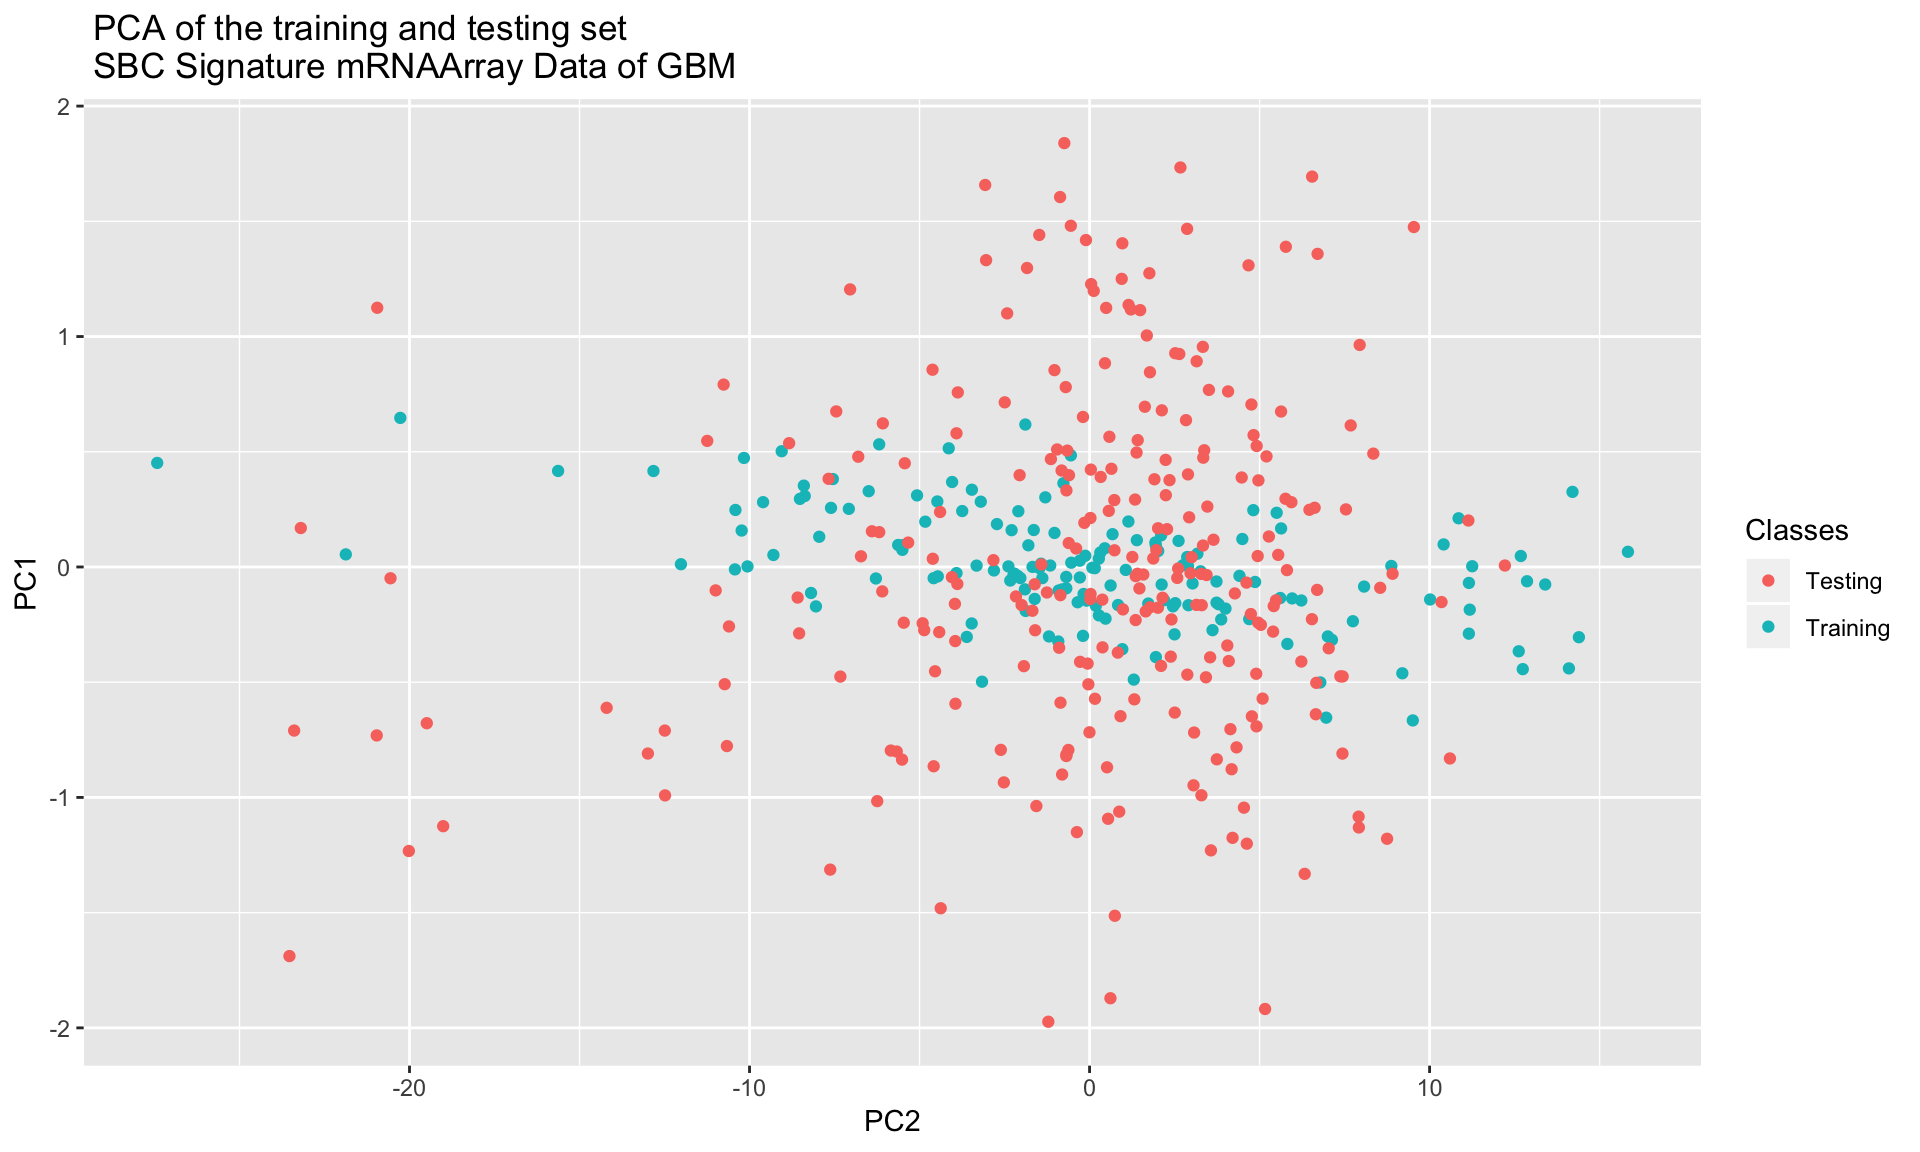 PCA of the training and testing set
SBC Signature mRNAArray Data of GBM
2
1
0
-1
-2
PC1
-20
-10
0
10
PC2
Classes
Testing
Training